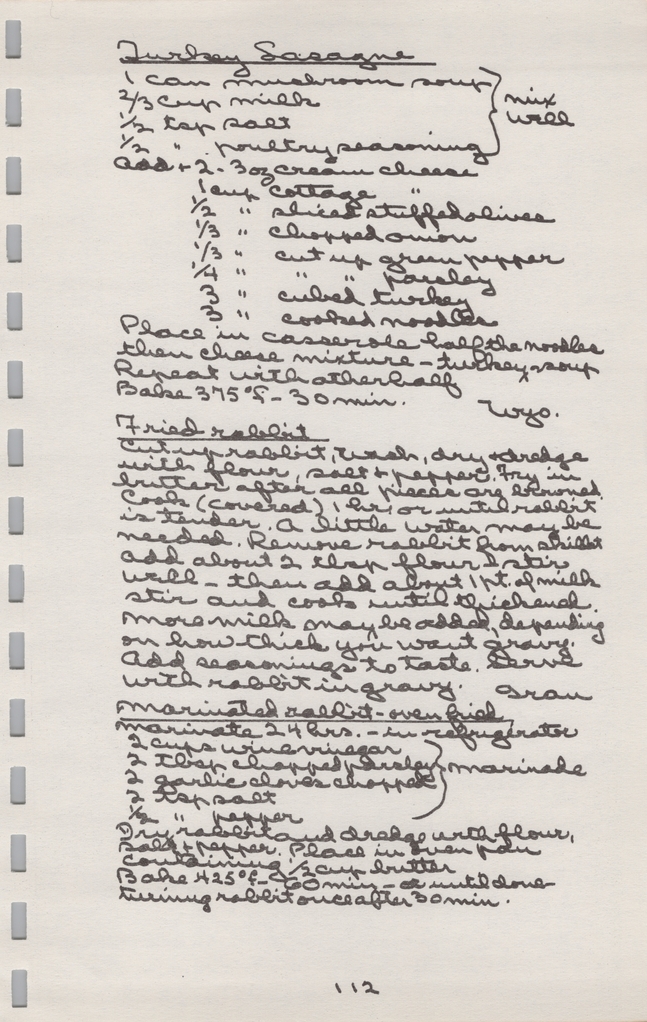 Turkey Lasagne
1 can mushroom soup
2/3 cup milk
1/2 tsp salt
1/2 " poultry seasoning
mix well
Add + 2 - 3 oz cream cheese
1 cup cottage "
1/2 " sliced stuffed olives
1/3 " chopped onion
1/3 " cut up green pepper
1/4 " " " parsley
3 " cubed turkey
3 " cooked noodles
Place in casserole half the noodles
then cheese mixture - turkey, soup
Repeat with other half
Bake 375°F - 30 min.
Wyo.
Fried rabbit
Cut up rabbit, wash, dry + dredge
with flour, salt + pepper. Fry in
butter after all pieces are browned.
Cook (covered) 1 hr. or until rabbit
is tender. A little water may be
needed. Remove rabbit from skillet
add about 2 tbsp flour & stir
well - then add about 1 pt. of milk
stir and cook until thickend.
more milk may be added, depending
on how thick you want gravy.
Add seasonings to taste. Serve
with rabbit in gravy.
Gran
Marinated rabbit - oven fried
marinate 24 hrs. - in refrigerator
2 cups wine vinegar
2 tbsp chopped parsley
2 garlic cloves chopped
2 tsp salt
1/2 " pepper
marinade
Dry rabbit and dredge with flour,
salt + pepper. Place in oven pan
containing 1/2 cup butter
Bake 425°F - 60 min - or until done
turning rabbit once after 30 min.
112